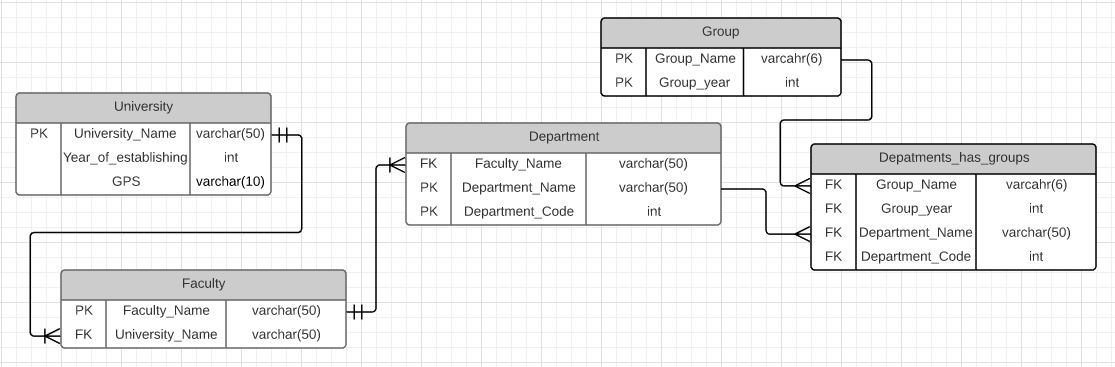 Group
PK Group_Name varcahr(6)
PK Group_year int
University
PK University_Name varchar(50)
Year_of_establishing int
GPS varchar(10)
Department
FK Faculty_Name varchar(50)
PK Department_Name varchar(50)
PK Department_Code int
Depatments_has_groups
FK Group_Name varcahr(6)
FK Group_year int
FK Department_Name varchar(50)
FK Department_Code int
Faculty
PK Faculty_Name varchar(50)
FK University_Name varchar(50)